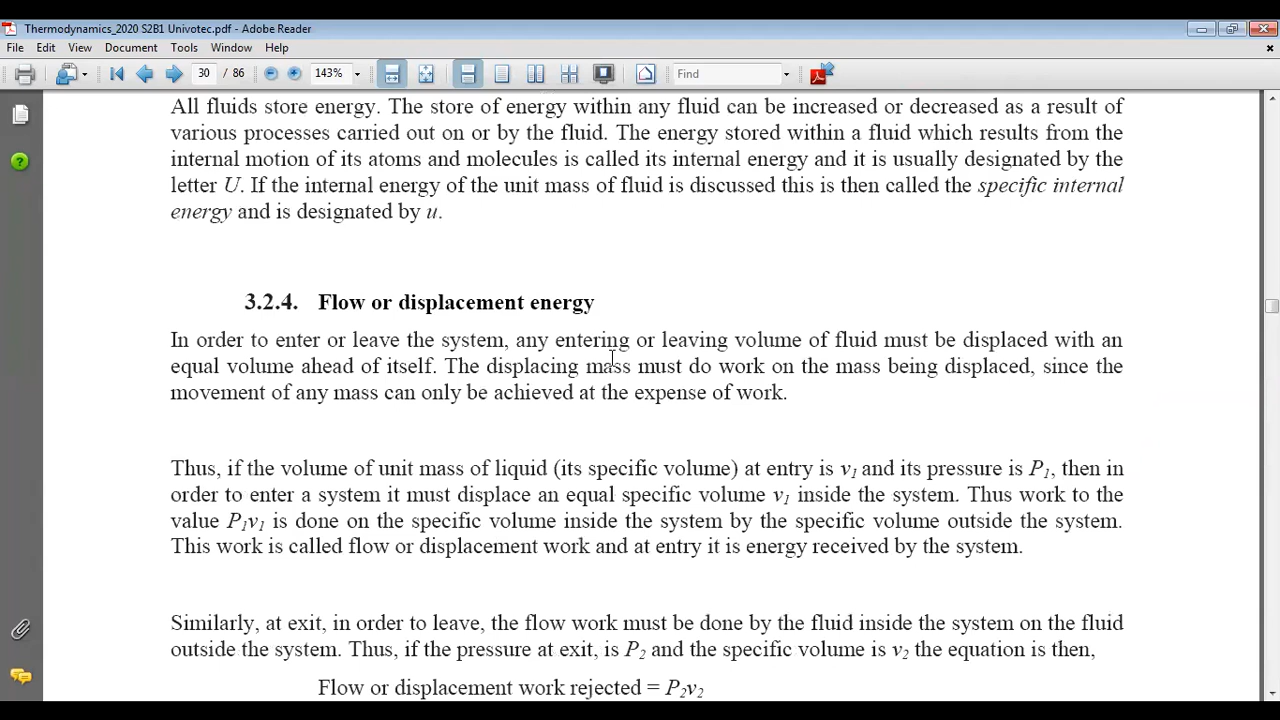 Thermodynamics_2020 S2B1 Univotec.pdf - Adobe Reader
File Edit View Document Tools Window Help
30 / 86 143% Find
All fluids store energy. The store of energy within any fluid can be increased or decreased as a result of
various processes carried out on or by the fluid. The energy stored within a fluid which results from the
internal motion of its atoms and molecules is called its internal energy and it is usually designated by the
letter U. If the internal energy of the unit mass of fluid is discussed this is then called the specific internal
energy and is designated by u.
3.2.4. Flow or displacement energy
In order to enter or leave the system, any entering or leaving volume of fluid must be displaced with an
equal volume ahead of itself. The displacing mass must do work on the mass being displaced, since the
movement of any mass can only be achieved at the expense of work.
Thus, if the volume of unit mass of liquid (its specific volume) at entry is v1 and its pressure is P1, then in
order to enter a system it must displace an equal specific volume v1 inside the system. Thus work to the
value P1v1 is done on the specific volume inside the system by the specific volume outside the system.
This work is called flow or displacement work and at entry it is energy received by the system.
Similarly, at exit, in order to leave, the flow work must be done by the fluid inside the system on the fluid
outside the system. Thus, if the pressure at exit, is P2 and the specific volume is v2 the equation is then,
Flow or displacement work rejected = P2v2